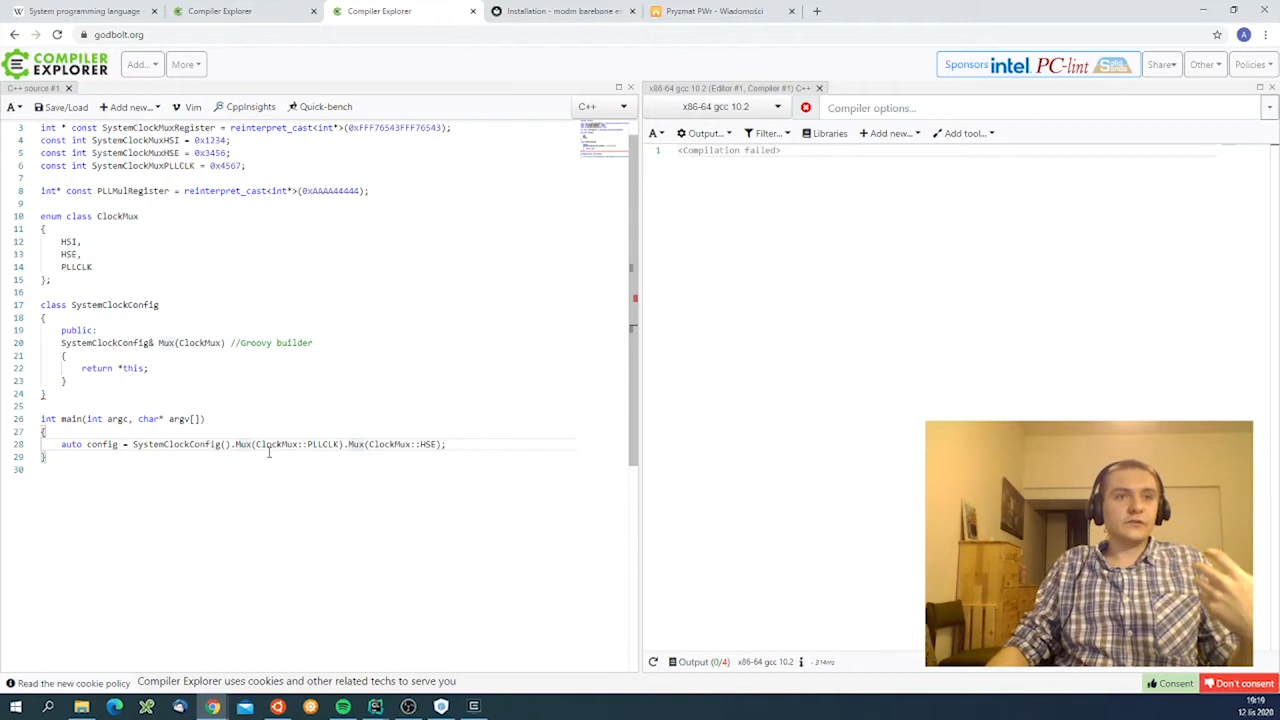 System programming language - Compiler Explorer Compiler Explorer Installation - modm barebone em Pryzmat PWr - Wiadomości
godbolt.org
COMPILER EXPLORER Add... More Sponsors intel PC-lint Solid Sands Share Other Policies
C++ source #1 x86-64 gcc 10.2 (Editor #1, Compiler #1) C++
A Save/Load + Add new... Vim CppInsights Quick-bench C++ x86-64 gcc 10.2 Compiler options...
A Output... Filter... Libraries + Add new... Add tool...
3 int * const SystemClockMuxRegister = reinterpret_cast<int*>(0xFFF76543FFF76543);
4 const int SystemClockMuxHSI = 0x1234;
5 const int SystemClockMuxHSE = 0x3456;
6 const int SystemClockMuxPLLCLK = 0x4567;
7
8 int* const PLLMulRegister = reinterpret_cast<int*>(0xAAAA44444);
9
10 enum class ClockMux
11 {
12 HSI,
13 HSE,
14 PLLCLK
15 };
16
17 class SystemClockConfig
18 {
19 public:
20 SystemClockConfig& Mux(ClockMux) //Groovy builder
21 {
22 return *this;
23 }
24 }
25
26 int main(int argc, char* argv[])
27 {
28 auto config = SystemClockConfig().Mux(ClockMux::PLLCLK).Mux(ClockMux::HSE);
29 }
30
1 <Compilation failed>
Output (0/4) x86-64 gcc 10.2 i - 314ms
Read the new cookie policy Compiler Explorer uses cookies and other related techs to serve you Consent Don't consent
19:19
12 lis 2020